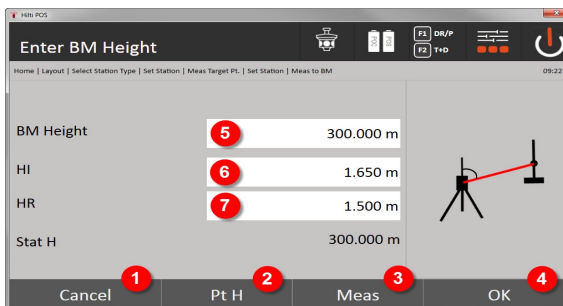 Hilti POS
Enter BM Height
POC
POS
F1 DR/P
F2 T+D
Home | Layout | Select Station Type | Set Station | Meas Target Pt. | Set Station | Meas to BM
09:22
BM Height
5
300.000 m
HI
6
1.650 m
HR
7
1.500 m
Stat H
300.000 m
1
2
3
4
Cancel
Pt H
Meas
OK